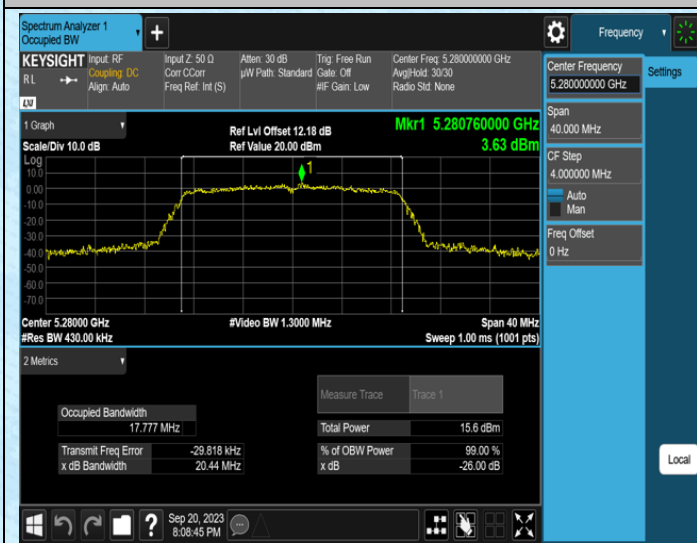 Spectrum Analyzer 1
Occupied BW
Frequency
KEYSIGHT
R L
LXI
Input: RF
Coupling: DC
Align: Auto
Input Z: 50 Ω
Corr CCorr
Freq Ref: Int (S)
Atten: 30 dB
µW Path: Standard
Trig: Free Run
Gate: Off
#IF Gain: Low
Center Freq: 5.280000000 GHz
Avg|Hold: 30/30
Radio Std: None
Center Frequency
5.280000000 GHz
Settings
Span
40.000 MHz
CF Step
4.000000 MHz
Auto
Man
Freq Offset
0 Hz
Local
1 Graph
Scale/Div 10.0 dB
Ref Lvl Offset 12.18 dB
Ref Value 20.00 dBm
Mkr1 5.280760000 GHz
3.63 dBm
Log
10.0
0.00
-10.0
-20.0
-30.0
-40.0
-50.0
-60.0
-70.0
1
Center 5.28000 GHz
#Res BW 430.00 kHz
#Video BW 1.3000 MHz
Span 40 MHz
Sweep 1.00 ms (1001 pts)
2 Metrics
Measure Trace
Trace 1
Occupied Bandwidth
17.777 MHz
Total Power
15.6 dBm
Transmit Freq Error
-29.818 kHz
% of OBW Power
99.00 %
x dB Bandwidth
20.44 MHz
x dB
-26.00 dB
?
Sep 20, 2023
8:08:45 PM